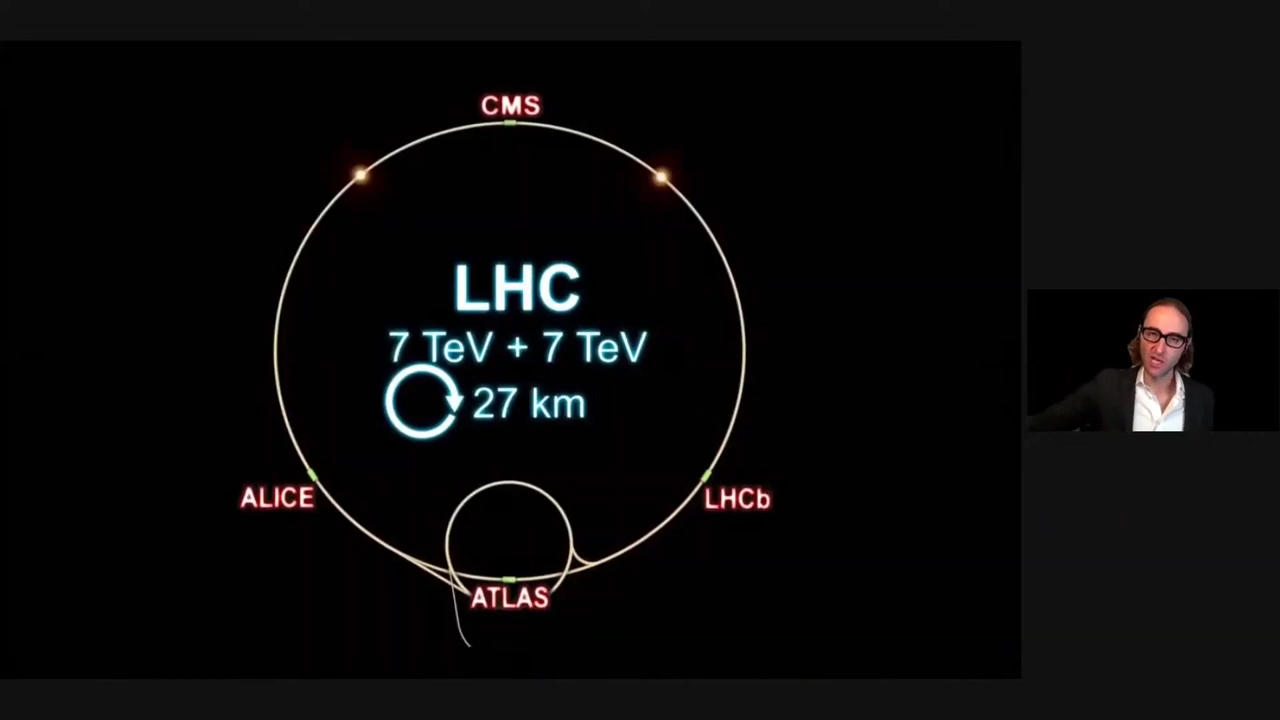 CMS
LHC
7 TeV + 7 TeV
27 km
ALICE
LHCb
ATLAS